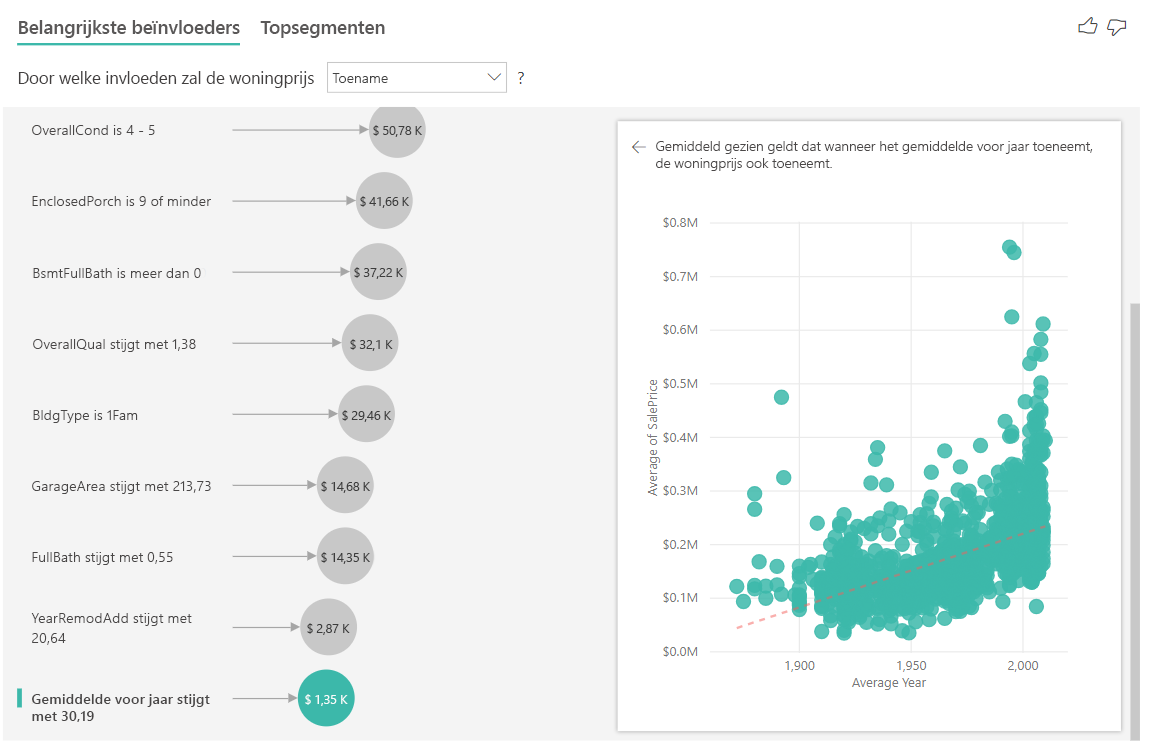 Belangrijkste beïnvloeders Topsegmenten
Door welke invloeden zal de woningprijs Toename ?
OverallCond is 4 - 5 $ 50,78 K
EnclosedPorch is 9 of minder $ 41,66 K
BsmtFullBath is meer dan 0 $ 37,22 K
OverallQual stijgt met 1,38 $ 32,1 K
BldgType is 1Fam $ 29,46 K
GarageArea stijgt met 213,73 $ 14,68 K
FullBath stijgt met 0,55 $ 14,35 K
YearRemodAdd stijgt met
20,64
$ 2,87 K
Gemiddelde voor jaar stijgt
met 30,19
$ 1,35 K
Gemiddeld gezien geldt dat wanneer het gemiddelde voor jaar toeneemt,
de woningprijs ook toeneemt.
Average of SalePrice
$0.8M
$0.7M
$0.6M
$0.5M
$0.4M
$0.3M
$0.2M
$0.1M
$0.0M
1,900 1,950 2,000
Average Year